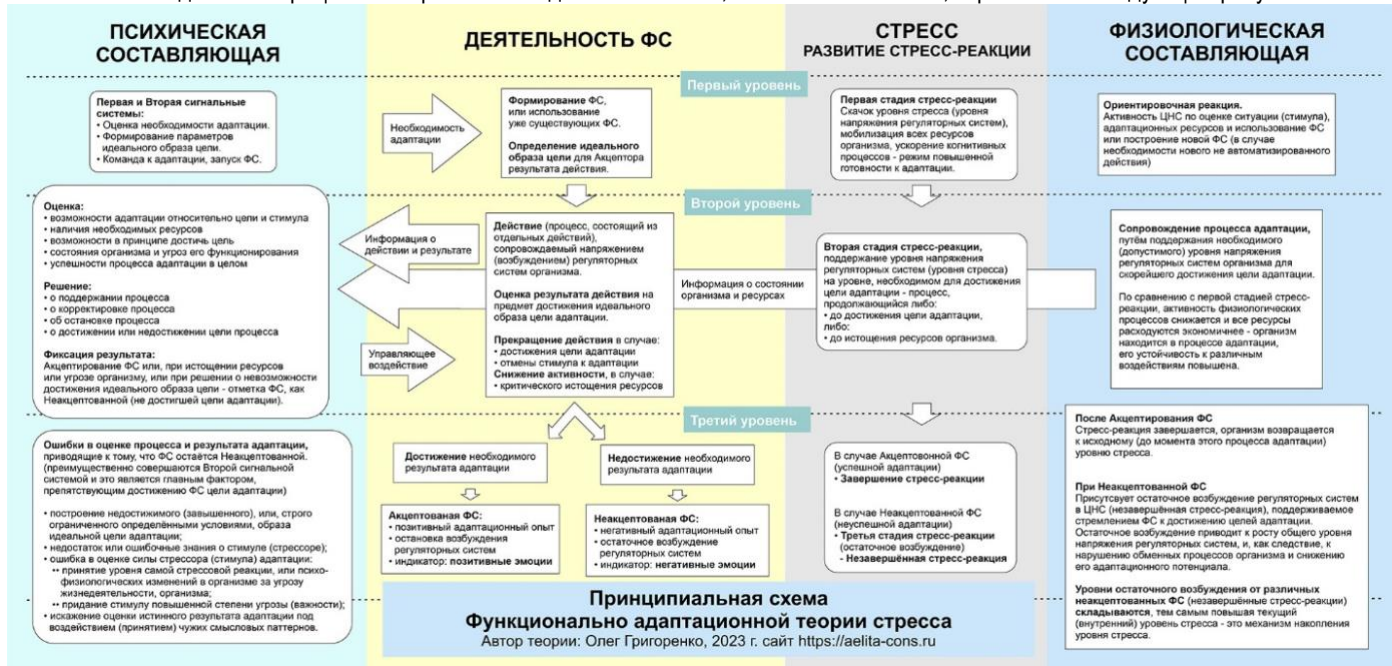 ПСИХИЧЕСКАЯ
СОСТАВЛЯЮЩАЯ
ДЕЯТЕЛЬНОСТЬ ФС
СТРЕСС
РАЗВИТИЕ СТРЕСС-РЕАКЦИИ
ФИЗИОЛОГИЧЕСКАЯ
СОСТАВЛЯЮЩАЯ
Первый уровень
Первая и Вторая сигнальные
системы:
• Оценка необходимости адаптации.
• Формирование параметров
идеального образа цели.
• Команда к адаптации, запуск ФС.
Необходимость
адаптации
Формирование ФС,
или использование
уже существующих ФС.
Определение идеального
образа цели для Акцептора
результата действия.
Первая стадия стресс-реакции
Скачок уровня стресса (уровня
напряжения регуляторных систем),
мобилизация всех ресурсов
организма, ускорение когнитивных
процессов - режим повышенной
готовности к адаптации.
Ориентировочная реакция.
Активность ЦНС по оценке ситуации (стимула),
адаптационных ресурсов и использование ФС
или построение новой ФС (в случае
необходимости нового не автоматизированного
действия)
Второй уровень
Оценка:
• возможности адаптации относительно цели и стимула
• наличия необходимых ресурсов
• возможности в принципе достичь цель
• состояния организма и угроз его функционирования
• успешности процесса адаптации в целом
Решение:
• о поддержании процесса
• о корректировке процесса
• об остановке процесса
• о достижении или недостижении цели процесса
Фиксация результата:
Акцептирование ФС или, при истощении ресурсов
или угрозе организму, или при решении о невозможности
достижения идеального образа цели - отметка ФС, как
Неакцептованной (не достигшей цели адаптации).
Информация о
действии и результате
Управляющее
воздействие
Действие (процесс, состоящий из
отдельных действий),
сопровождаемый напряжением
(возбуждением) регуляторных
систем организма.
Оценка результата действия на
предмет достижения идеального
образа цели адаптации.
Прекращение действия в случае:
• достижения цели адаптации
• отмены стимула к адаптации
Снижение активности, в случае:
• критического истощения ресурсов
Информация о состоянии
организма и ресурсах
Вторая стадия стресс-реакции,
поддержание уровня напряжения
регуляторных систем (уровня стресса)
на уровне, необходимом для достижения
цели адаптации - процесс,
продолжающийся либо:
• до достижения цели адаптации,
либо:
• до истощения ресурсов организма.
Сопровождение процесса адаптации,
путём поддержания необходимого
(допустимого) уровня напряжения
регуляторных систем организма для
скорейшего достижения цели адаптации.
По сравнению с первой стадией стресс-
реакции, активность физиологических
процессов снижается и все ресурсы
расходуются экономичнее - организм
находится в процессе адаптации,
его устойчивость к различным
воздействиям повышена.
Третий уровень
Ошибки в оценке процесса и результата адаптации,
приводящие к тому, что ФС остаётся Неакцептованной.
(преимущественно совершаются Второй сигнальной
системой и это является главным фактором,
препятствующим достижению ФС цели адаптации)
• построение недостижимого (завышенного), или, строго
ограниченного определёнными условиями, образа
идеальной цели адаптации;
• недостаток или ошибочные знания о стимуле (стрессоре);
• ошибка в оценке силы стрессора (стимула) адаптации:
•• принятие уровня самой стрессовой реакции, или психо-
физиологических изменений в организме за угрозу
жизнедеятельности, организма;
•• придание стимулу повышенной степени угрозы (важности);
• искажение оценки истинного результата адаптации под
воздействием (принятием) чужих смысловых паттернов.
Достижение необходимого
результата адаптации
Недостижение необходимого
результата адаптации
Акцептованая ФС:
• позитивный адаптационный опыт
• остановка возбуждения
регуляторных систем
• индикатор: позитивные эмоции
Неакцептованая ФС:
• негативный адаптационный опыт
• остаточное возбуждение
регуляторных систем
• индикатор: негативные эмоции
В случае Акцептовонной ФС
(успешной адаптации)
• Завершение стресс-реакции
В случае Неакцептованной ФС
(неуспешной адаптации)
• Третья стадия стресс-реакции
(остаточное возбуждение)
- Незавершённая стресс-реакция
После Акцептирования ФС
Стресс-реакция завершается, организм возвращается
к исходному (до момента этого процесса адаптации)
уровню стресса.
При Неакцептованной ФС
Присутсвует остаточное возбуждение регуляторных систем
в ЦНС (незавершённая стресс-реакция), поддерживаемое
стремлением ФС к достижению целей адаптации.
Остаточное возбуждение приводит к росту общего уровня
напряжения регуляторных систем, и, как следствие, к
нарушению обменных процессов организма и снижению
его адаптационного потенциала.
Уровни остаточного возбуждения от различных
неакцептованных ФС (незавершённые стресс-реакции)
складываются, тем самым повышая текущий
(внутренний) уровень стресса - это механизм накопления
уровня стресса.
Принципиальная схема
Функционально адаптационной теории стресса
Автор теории: Олег Григоренко, 2023 г. сайт https://aelita-cons.ru